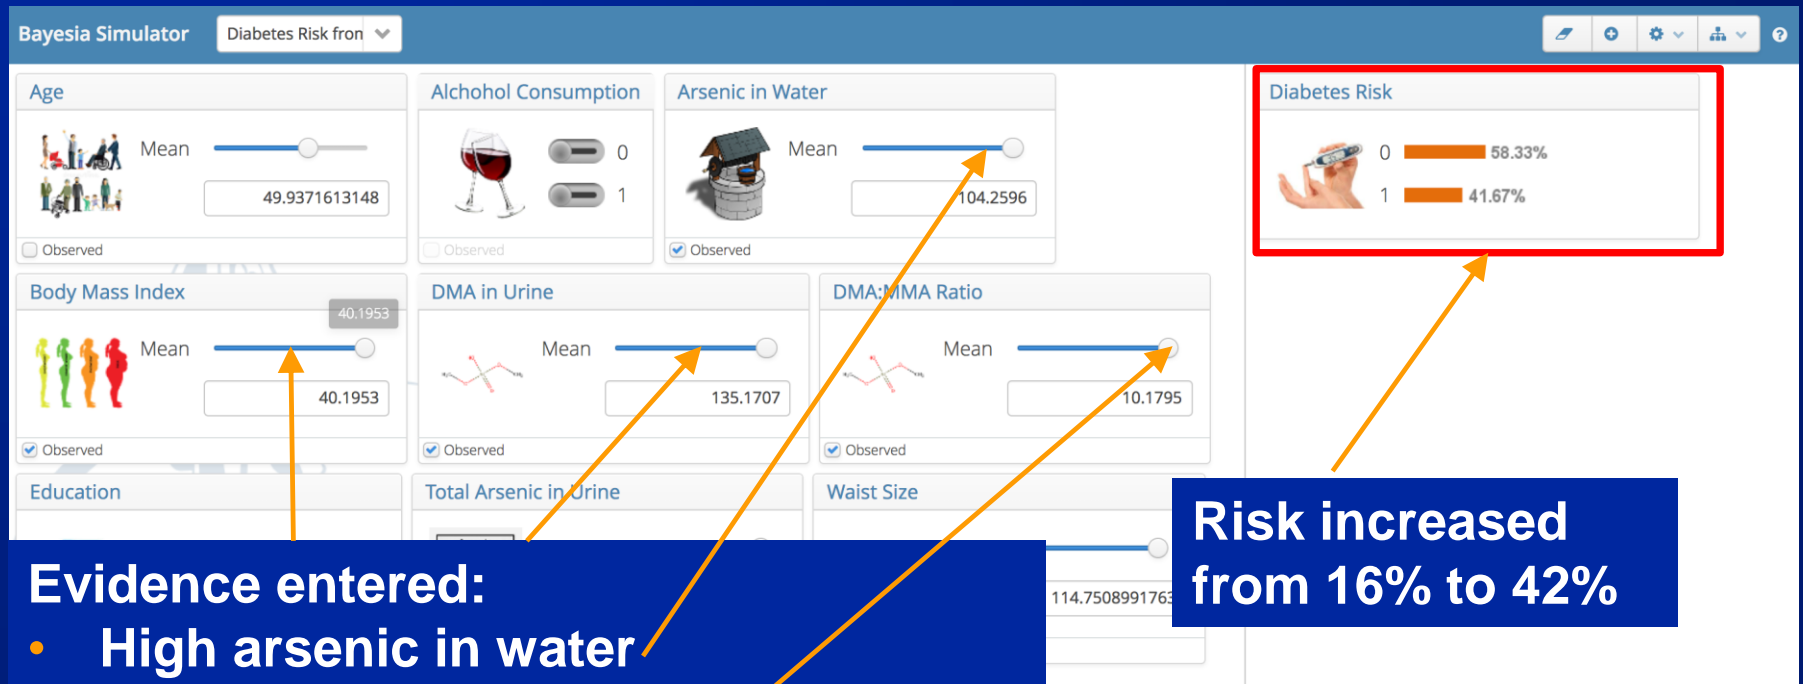 Bayesia Simulator
Diabetes Risk fron
Age
Mean
49.9371613148
Observed
Alchohol Consumption
0
1
Observed
Arsenic in Water
Mean
104.2596
Observed
Diabetes Risk
0 58.33%
1 41.67%
Body Mass Index
40.1953
Mean
40.1953
Observed
DMA in Urine
Mean
135.1707
Observed
DMA:MMA Ratio
Mean
10.1795
Observed
Education
Total Arsenic in Urine
Waist Size
114.7508991763
Risk increased
from 16% to 42%
Evidence entered:
• High arsenic in water